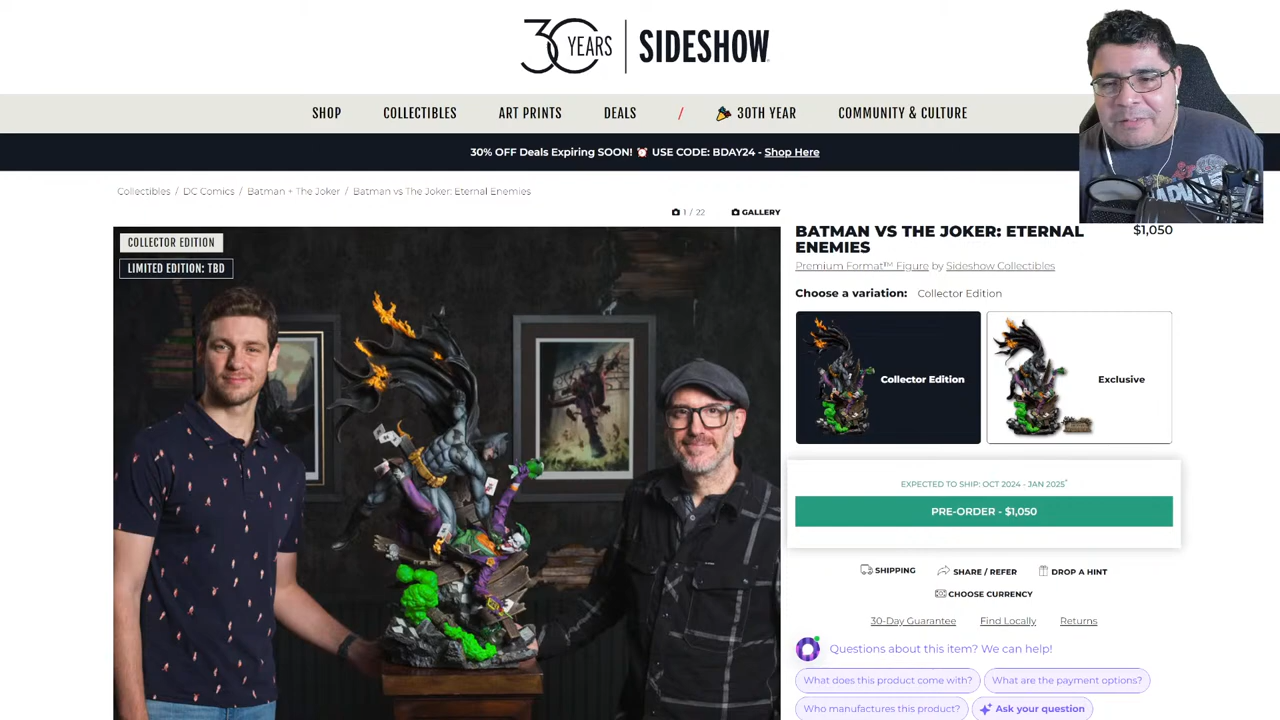 30 YEARS SIDESHOW
SHOP COLLECTIBLES ART PRINTS DEALS / 30TH YEAR COMMUNITY & CULTURE
30% OFF Deals Expiring SOON! USE CODE: BDAY24 - Shop Here
Collectibles / DC Comics / Batman + The Joker / Batman vs The Joker: Eternal Enemies
1 / 22 GALLERY
COLLECTOR EDITION
LIMITED EDITION: TBD
BATMAN VS THE JOKER: ETERNAL
ENEMIES
$1,050
Premium Format™ Figure by Sideshow Collectibles
Choose a variation: Collector Edition
Collector Edition
Exclusive
EXPECTED TO SHIP: OCT 2024 - JAN 2025*
PRE-ORDER - $1,050
SHIPPING SHARE / REFER DROP A HINT
CHOOSE CURRENCY
30-Day Guarantee Find Locally Returns
Questions about this item? We can help!
What does this product come with? What are the payment options?
Who manufactures this product? Ask your question